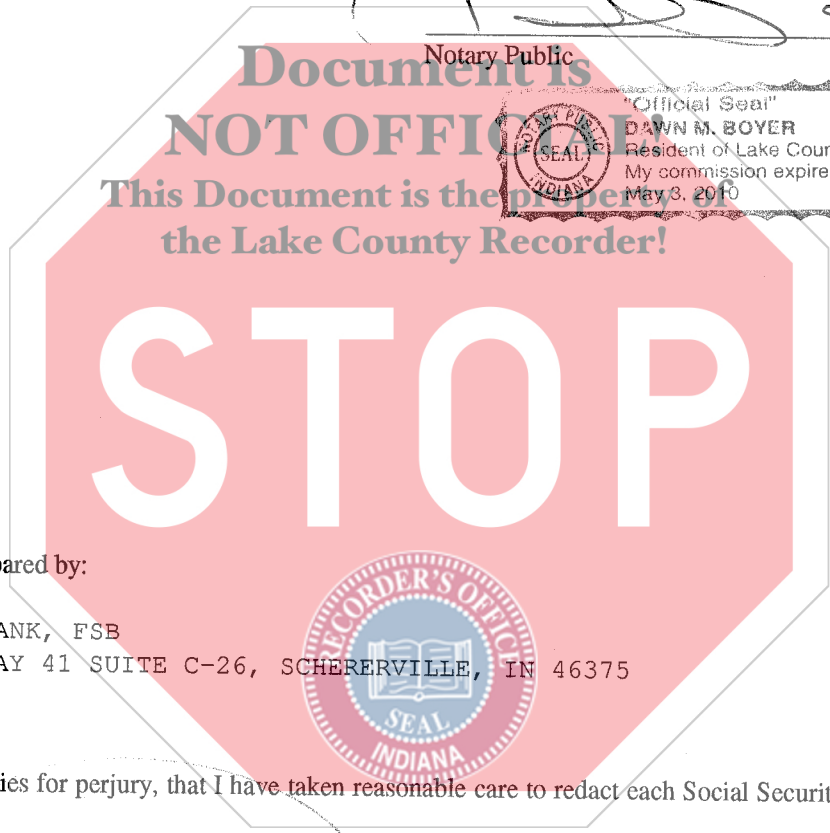 Notary Public
Document is
NOT OFFICIAL!
This Document is the property of
the Lake County Recorder!
"Official Seal"
DAWN M. BOYER
Resident of Lake Coun
My commission expire
May 3, 2010
NOTARY PUBLIC
SEAL
INDIANA
STOP
pared by:
ANK, FSB
AY 41 SUITE C-26, SCHERERVILLE, IN 46375
RECORDER'S OFFICE
SEAL
INDIANA
ies for perjury, that I have taken reasonable care to redact each Social Securit